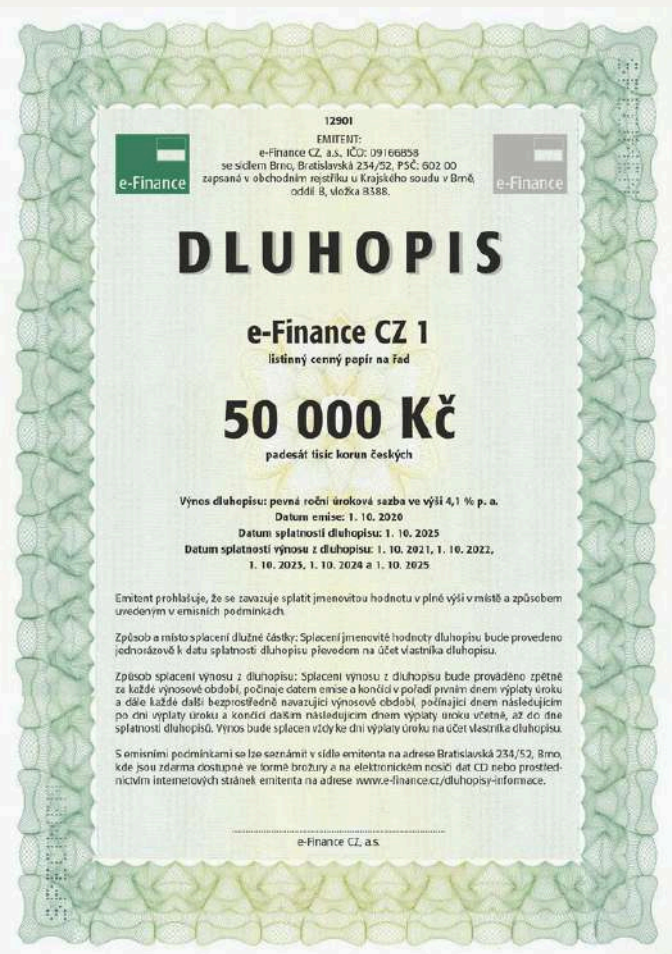 12901
EMITENT:
e-Finance CZ, a.s., IČO: 09166858
se sídlem Brno, Bratislavská 234/52, PSČ: 602 00
zapsaná v obchodním rejstříku u Krajského soudu v Brně,
oddíl B, vložka 8388.
e-Finance
e-Finance
DLUHOPIS
e-Finance CZ 1
listinný cenný papír na řad
50 000 Kč
padesát tisíc korun českých
Výnos dluhopisu: pevná roční úroková sazba ve výši 4,1 % p. a.
Datum emise: 1. 10. 2020
Datum splatnosti dluhopisu: 1. 10. 2025
Datum splatnosti výnosu z dluhopisu: 1. 10. 2021, 1. 10. 2022,
1. 10. 2023, 1. 10. 2024 a 1. 10. 2025
Emitent prohlašuje, že se zavazuje splatit jmenovitou hodnotu v plné výši v místě a způsobem
uvedeným v emisních podmínkách.
Způsob a místo splacení dlužné částky: Splacení jmenovité hodnoty dluhopisu bude provedeno
jednorázově k datu splatnosti dluhopisu převodem na účet vlastníka dluhopisu.
Způsob splacení výnosu z dluhopisu: Splacení výnosu z dluhopisu bude prováděno zpětně
za každé výnosové období, počínaje datem emise a končící v pořadí prvním dnem výplaty úroku
a dále každé další bezprostředně navazující výnosové období, počínající dnem následujícím
po dni výplaty úroku a končící dalším následujícím dnem výplaty úroku včetně, až do dne
splatnosti dluhopisů. Výnos bude splacen vždy ke dni výplaty úroku na účet vlastníka dluhopisu.
S emisními podmínkami se lze seznámit v sídle emitenta na adrese Bratislavská 234/52, Brno,
kde jsou zdarma dostupné ve formě brožury a na elektronickém nosiči dat CD nebo prostřed-
nictvím internetových stránek emitenta na adrese www.e-finance.cz/dluhopisy-informace.
e-Finance CZ, a.s.